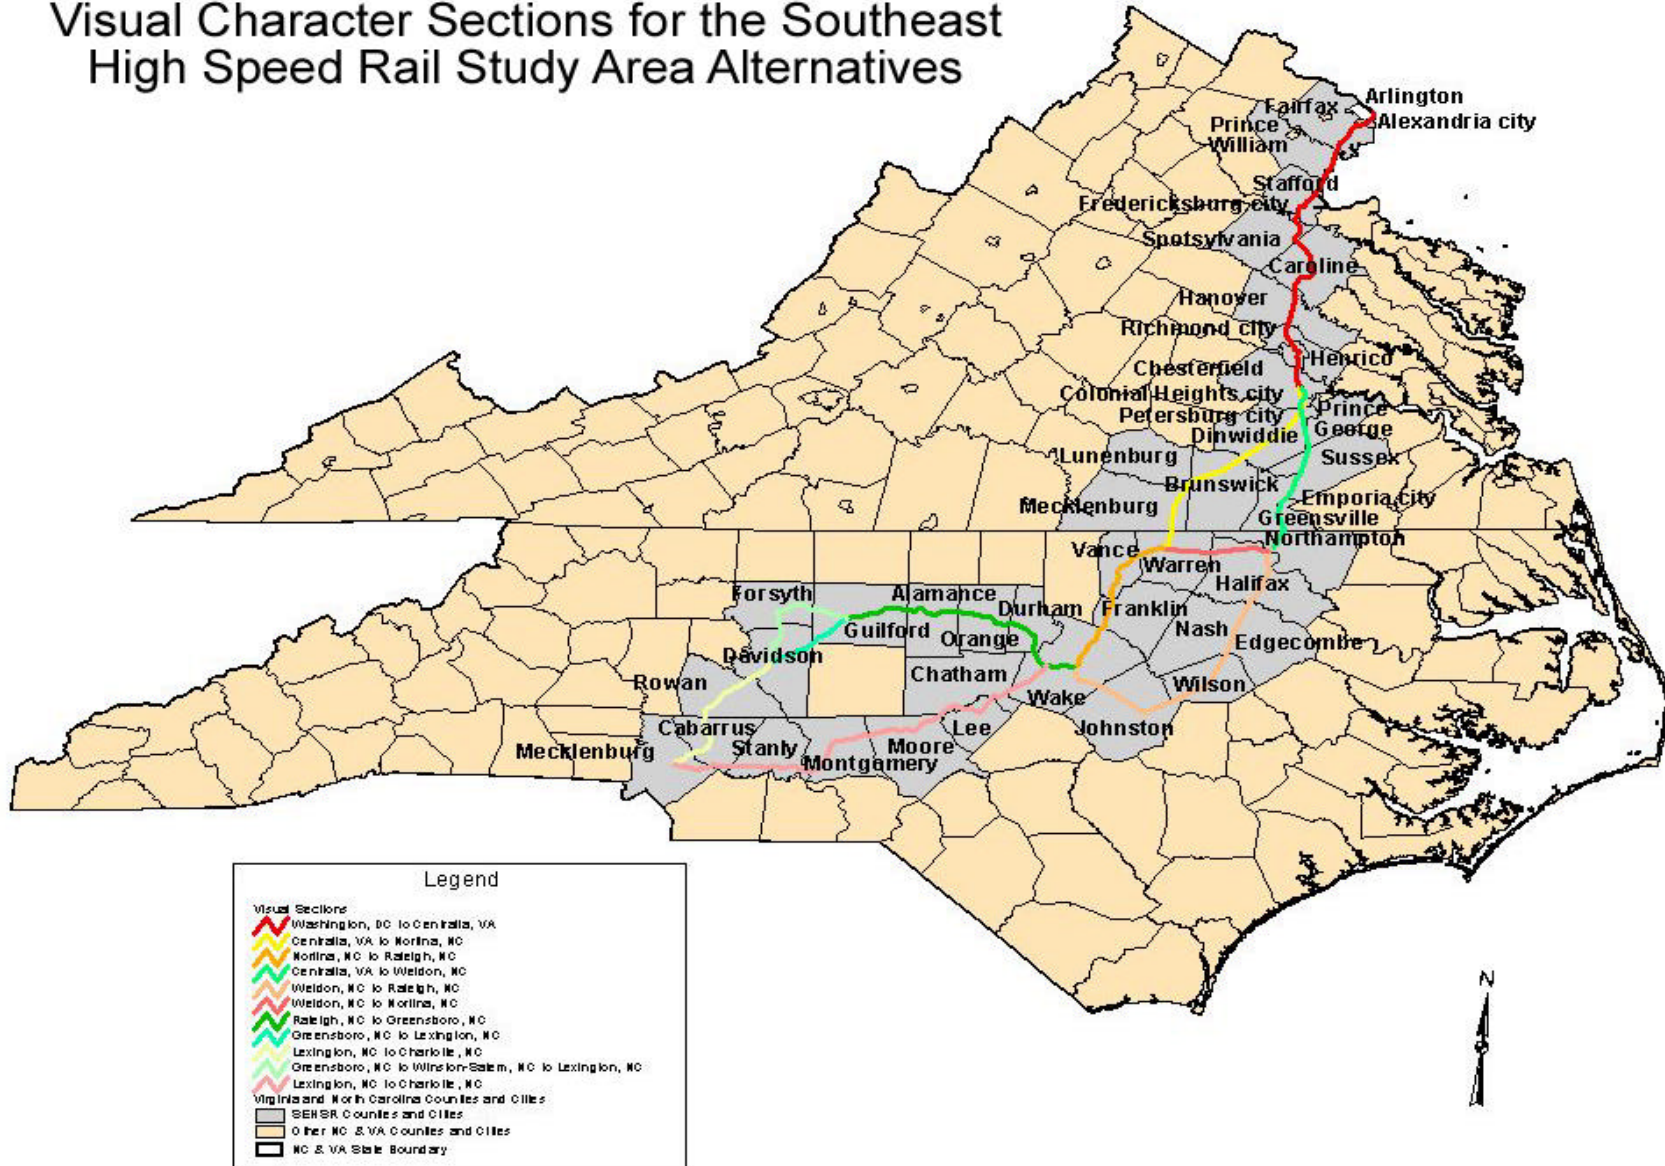 Visual Character Sections for the Southeast
High Speed Rail Study Area Alternatives
Arlington
Fairfax
Alexandria city
Prince
William
Stafford
Fredericksburg city
Spotsylvania
Caroline
Hanover
Richmond city
Henrico
Chesterfield
Colonial Heights city
Prince
George
Petersburg city
Dinwiddie
Lunenburg
Sussex
Brunswick
Mecklenburg
Emporia city
Greensville
Northampton
Vance
Warren
Halifax
Forsyth
Alamance
Durham
Franklin
Guilford
Orange
Nash
Edgecombe
Davidson
Chatham
Rowan
Wake
Wilson
Cabarrus
Lee
Johnston
Mecklenburg
Stanly
Moore
Montgomery
Legend
Visual Sections
Washington, DC to Centralia, VA
Centralia, VA to Norlina, NC
Norlina, NC to Raleigh, NC
Centralia, VA to Weldon, NC
Weldon, NC to Raleigh, NC
Weldon, NC to Norlina, NC
Raleigh, NC to Greensboro, NC
Greensboro, NC to Lexington, NC
Lexington, NC to Charlotte, NC
Greensboro, NC to Winston-Salem, NC to Lexington, NC
Lexington, NC to Charlotte, NC
Virginia and North Carolina Counties and Cities
SEHSR Counties and Cities
Other NC & VA Counties and Cities
NC & VA State Boundary
N